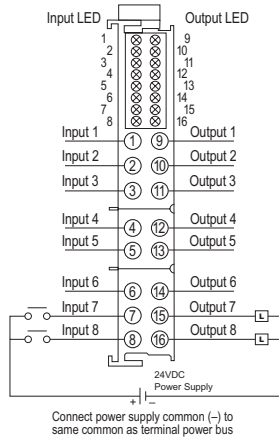 Input LED Output LED
1 9
2 10
3 11
4 12
5 13
6 14
7 15
8 16
Input 1 1 9 Output 1
Input 2 2 10 Output 2
Input 3 3 11 Output 3
Input 4 4 12 Output 4
Input 5 5 13 Output 5
Input 6 6 14 Output 6
Input 7 7 15 Output 7 L
Input 8 8 16 Output 8 L
24VDC
Power Supply
+ –
Connect power supply common (–) to
same common as terminal power bus